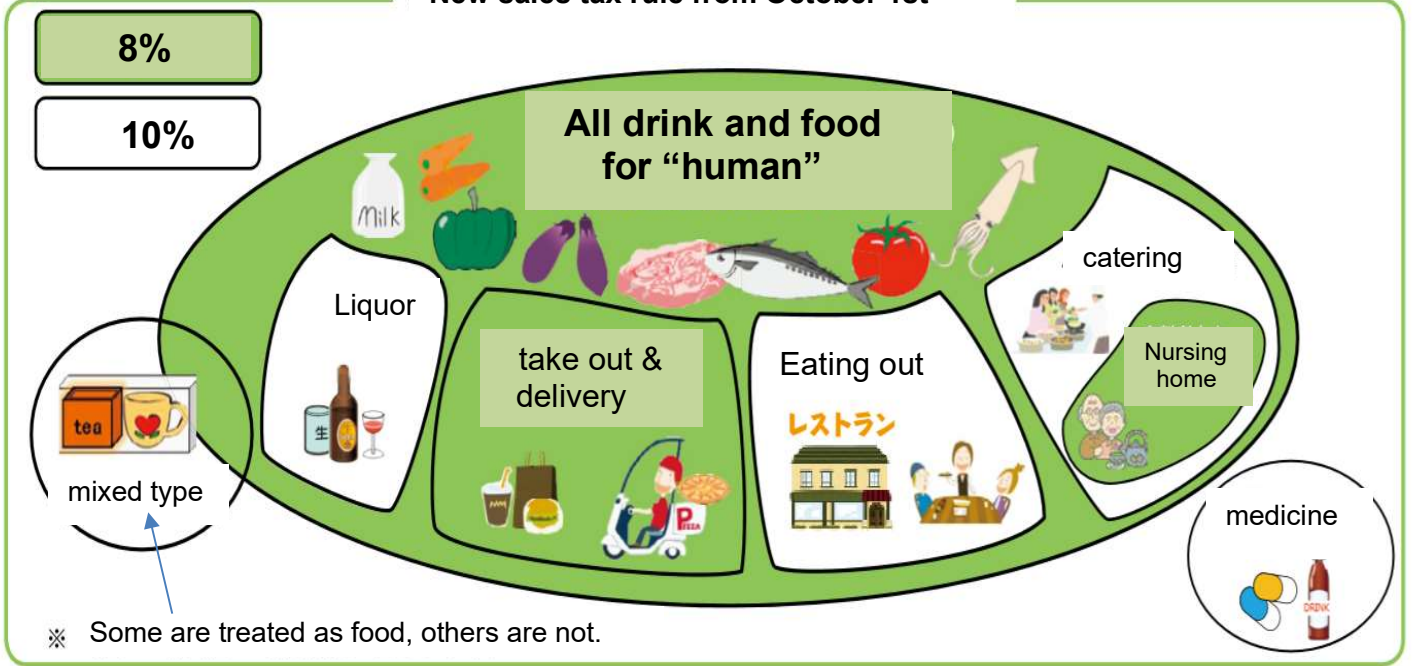 New sales tax rule from October 1st
8%
10%
All drink and food
for “human”
Milk
catering
Liquor
Nursing
home
take out &
delivery
Eating out
レストラン
生
tea
PIZZA
mixed type
medicine
DRINK
※ Some are treated as food, others are not.